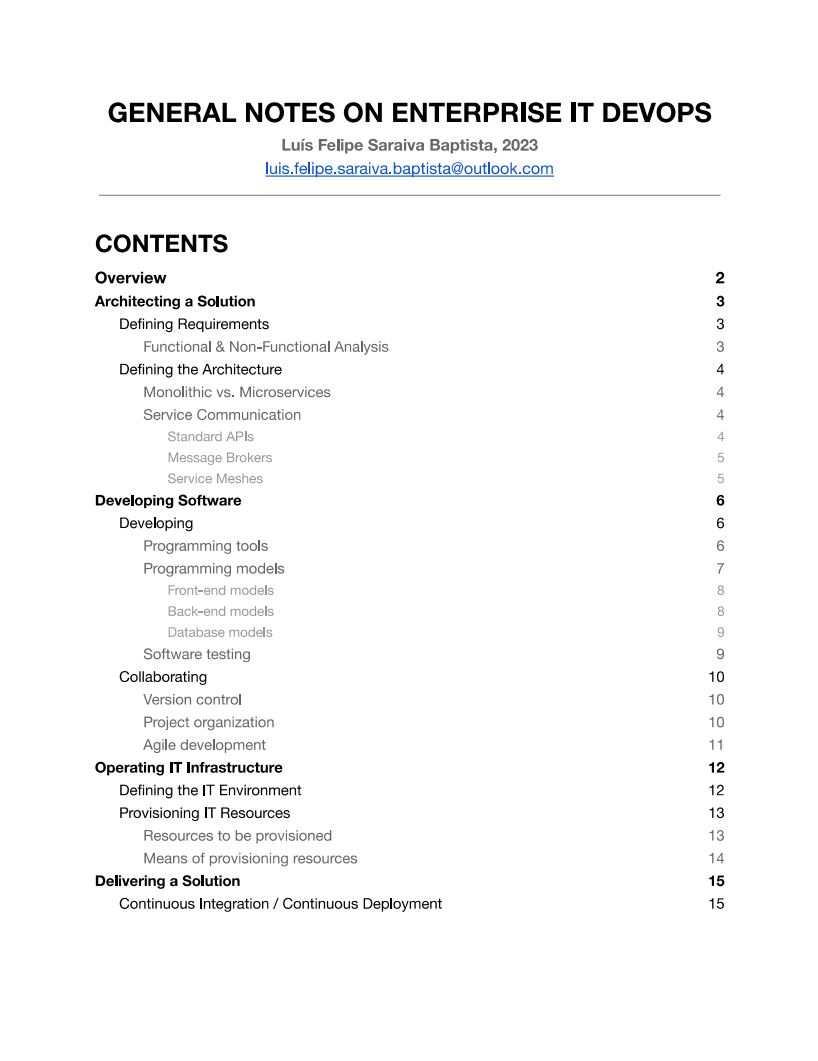 GENERAL NOTES ON ENTERPRISE IT DEVOPS
Luís Felipe Saraiva Baptista, 2023
luis.felipe.saraiva.baptista@outlook.com
CONTENTS
Overview 2
Architecting a Solution 3
Defining Requirements 3
Functional & Non-Functional Analysis 3
Defining the Architecture 4
Monolithic vs. Microservices 4
Service Communication 4
Standard APIs 4
Message Brokers 5
Service Meshes 5
Developing Software 6
Developing 6
Programming tools 6
Programming models 7
Front-end models 8
Back-end models 8
Database models 9
Software testing 9
Collaborating 10
Version control 10
Project organization 10
Agile development 11
Operating IT Infrastructure 12
Defining the IT Environment 12
Provisioning IT Resources 13
Resources to be provisioned 13
Means of provisioning resources 14
Delivering a Solution 15
Continuous Integration / Continuous Deployment 15